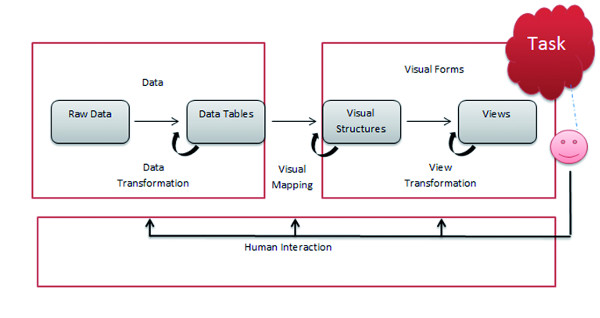 Task
Data
Visual Forms
Raw Data
Data Tables
Visual
Structures
Views
Data
Transformation
Visual
Mapping
View
Transformation
Human Interaction